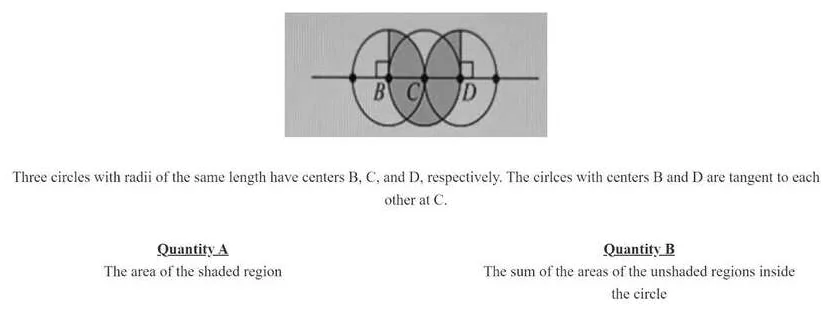 B C D
Three circles with radii of the same length have centers B, C, and D, respectively. The cirlces with centers B and D are tangent to each
other at C.
Quantity A
The area of the shaded region
Quantity B
The sum of the areas of the unshaded regions inside
the circle